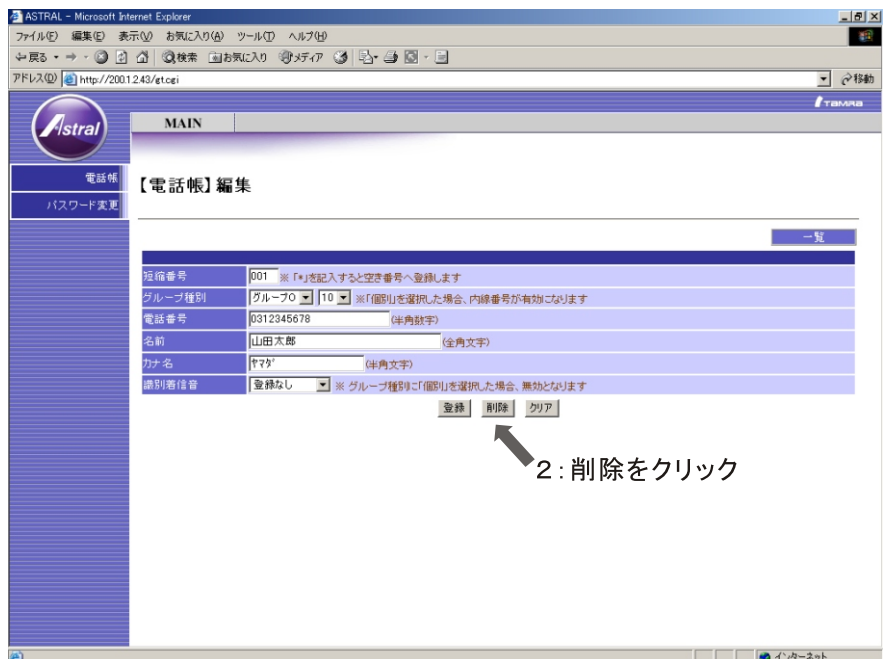 ASTRAL - Microsoft Internet Explorer
ファイル(F) 編集(E) 表示(V) お気に入り(A) ツール(T) ヘルプ(H)
戻る 検索 お気に入り メディア
アドレス(D) http://200.1.2.43/gt.cgi 移動
TAMRA
Astral MAIN
電話帳
パスワード変更
【電話帳】編集
一覧
短縮番号 001 ※「*」を記入すると空き番号へ登録します
グループ種別 グループ0 10 ※「個別」を選択した場合、内線番号が有効になります
電話番号 0312345678 (半角数字)
名前 山田太郎 (全角文字)
カナ名 ﾔﾏﾀﾞ (半角文字)
識別着信音 登録なし ※ グループ種別に「個別」を選択した場合、無効となります
登録 削除 クリア
2:削除をクリック
インターネット